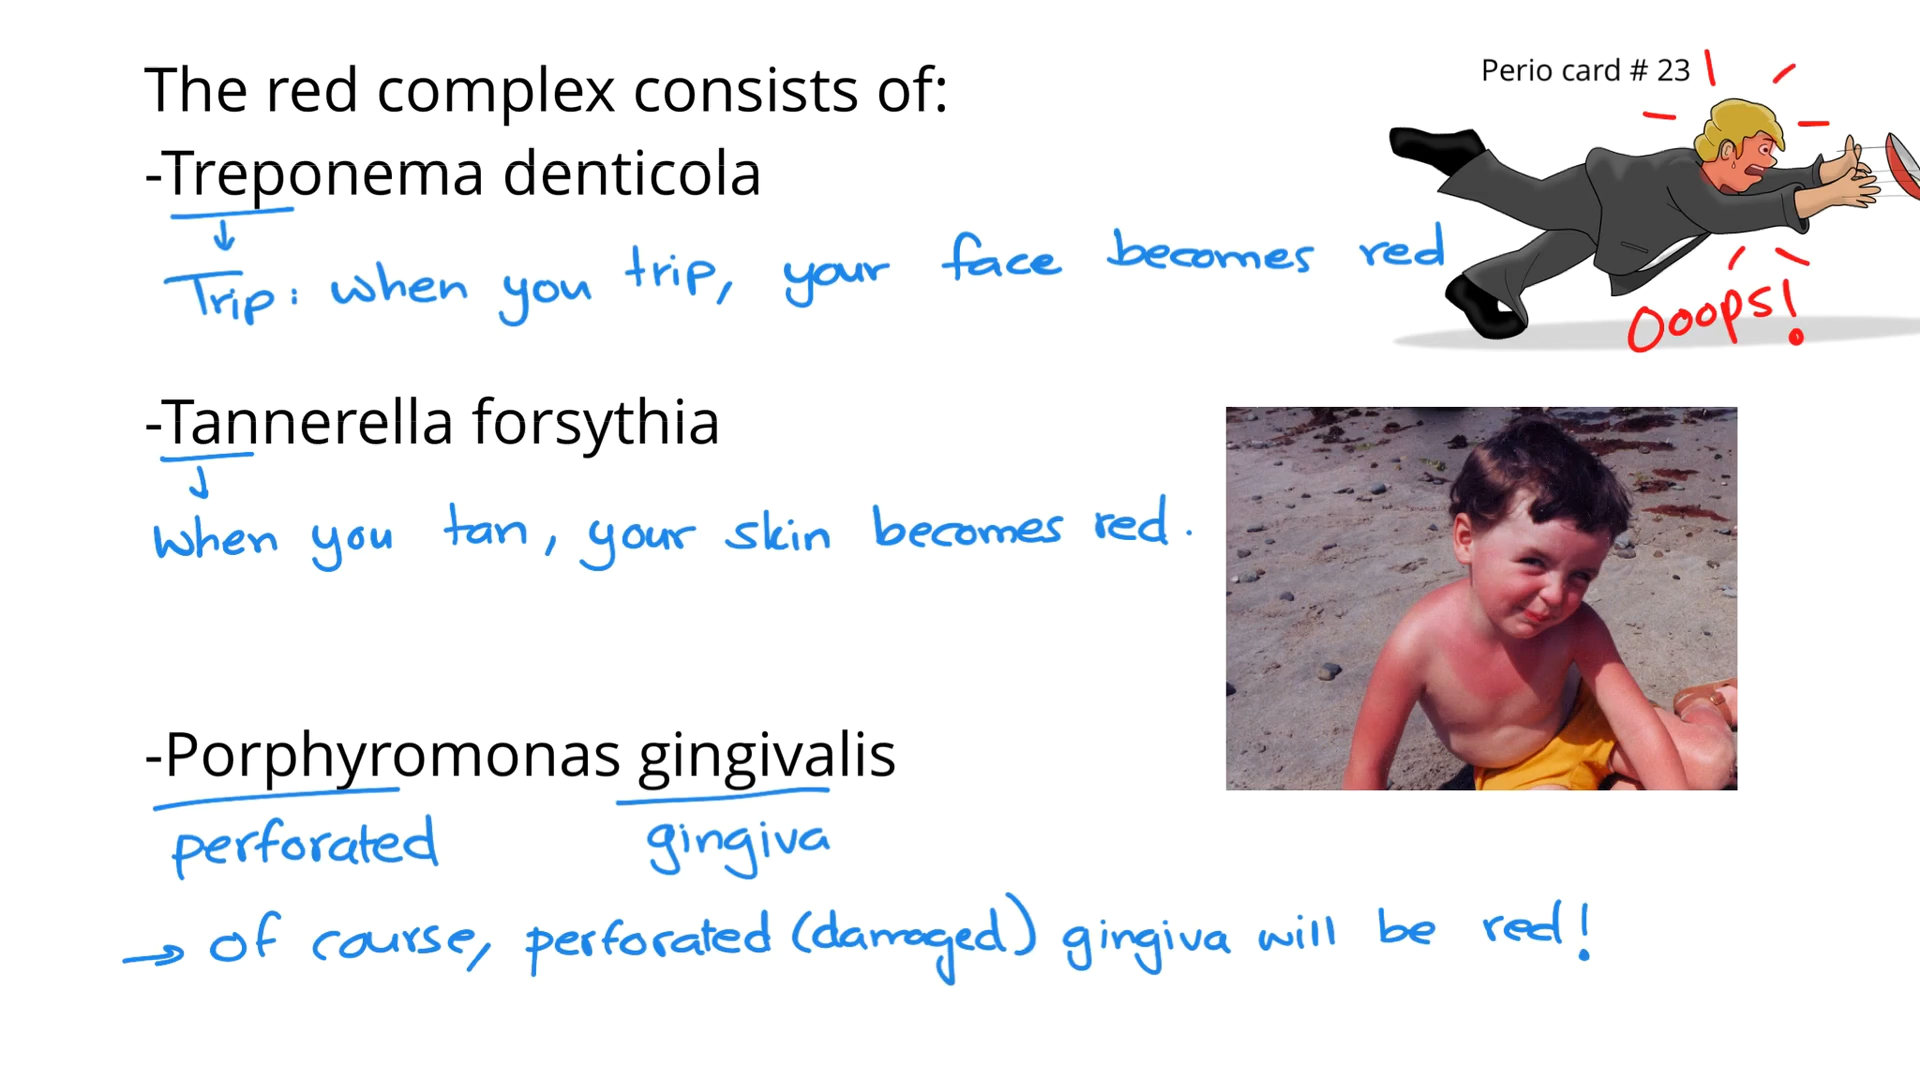 Perio card # 23
The red complex consists of:
-Treponema denticola
Trip: when you trip, your face becomes red
Ooops!
-Tannerella forsythia
when you tan, your skin becomes red.
-Porphyromonas gingivalis
perforated gingiva
→ of course, perforated (damaged) gingiva will be red!